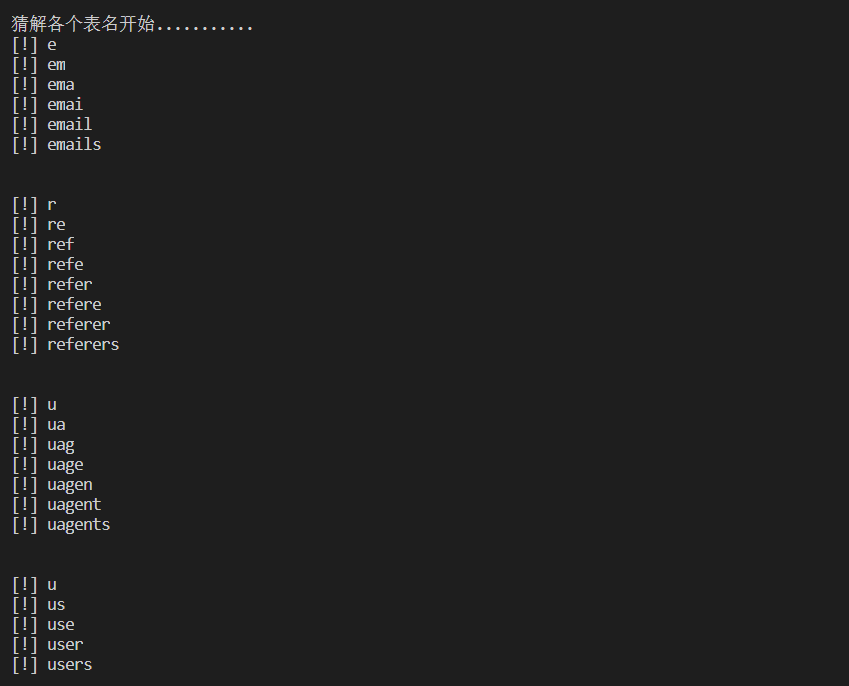 猜解各个表名开始...........
[!] e
[!] em
[!] ema
[!] emai
[!] email
[!] emails
[!] r
[!] re
[!] ref
[!] refe
[!] refer
[!] refere
[!] referer
[!] referers
[!] u
[!] ua
[!] uag
[!] uage
[!] uagen
[!] uagent
[!] uagents
[!] u
[!] us
[!] use
[!] user
[!] users